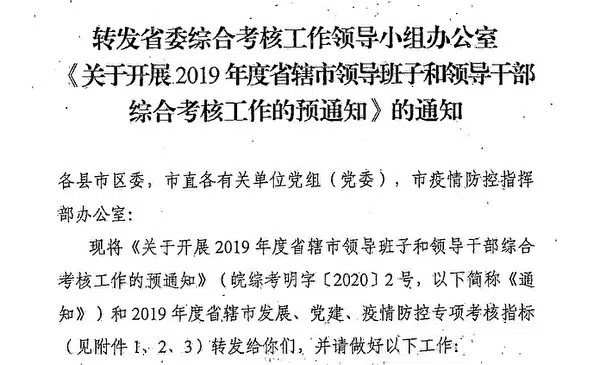 转发省委综合考核工作领导小组办公室
《关于开展 2019 年度省辖市领导班子和领导干部
综合考核工作的预通知》的通知
各县市区委，市直各有关单位党组（党委），市疫情防控指挥
部办公室：
现将《关于开展 2019 年度省辖市领导班子和领导干部综合
考核工作的预通知》（皖综考明字〔2020〕2 号，以下简称《通
知》）和 2019 年度省辖市发展、党建、疫情防控专项考核指标
（见附件 1、2、3）转发给你们，并请做好以下工作：